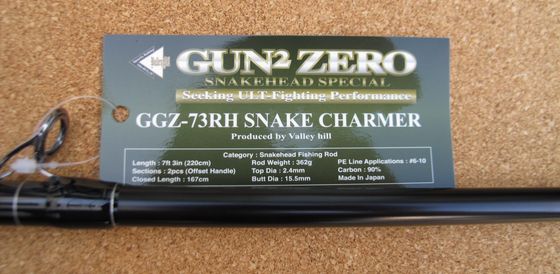 GUN² ZERO
SNAKEHEAD SPECIAL
Seeking ULT-Fighting Performance
GGZ-73RH SNAKE CHARMER
Produced by Valley hill
Category : Snakehead Fishing Rod
Length : 7ft 3in (220cm) Rod Weight : 362g PE Line Applications : #6-10
Sections : 2pcs (Offset Handle) Top Dia : 2.4mm Carbon : 90%
Closed Length : 167cm Butt Dia : 15.5mm Made In Japan